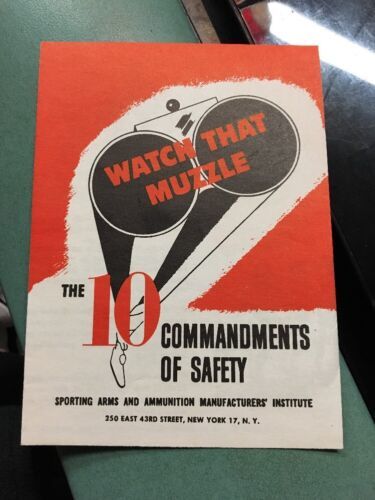 WATCH THAT
MUZZLE
THE 10 COMMANDMENTS
OF SAFETY
SPORTING ARMS AND AMMUNITION MANUFACTURERS' INSTITUTE
250 EAST 43RD STREET, NEW YORK 17, N. Y.